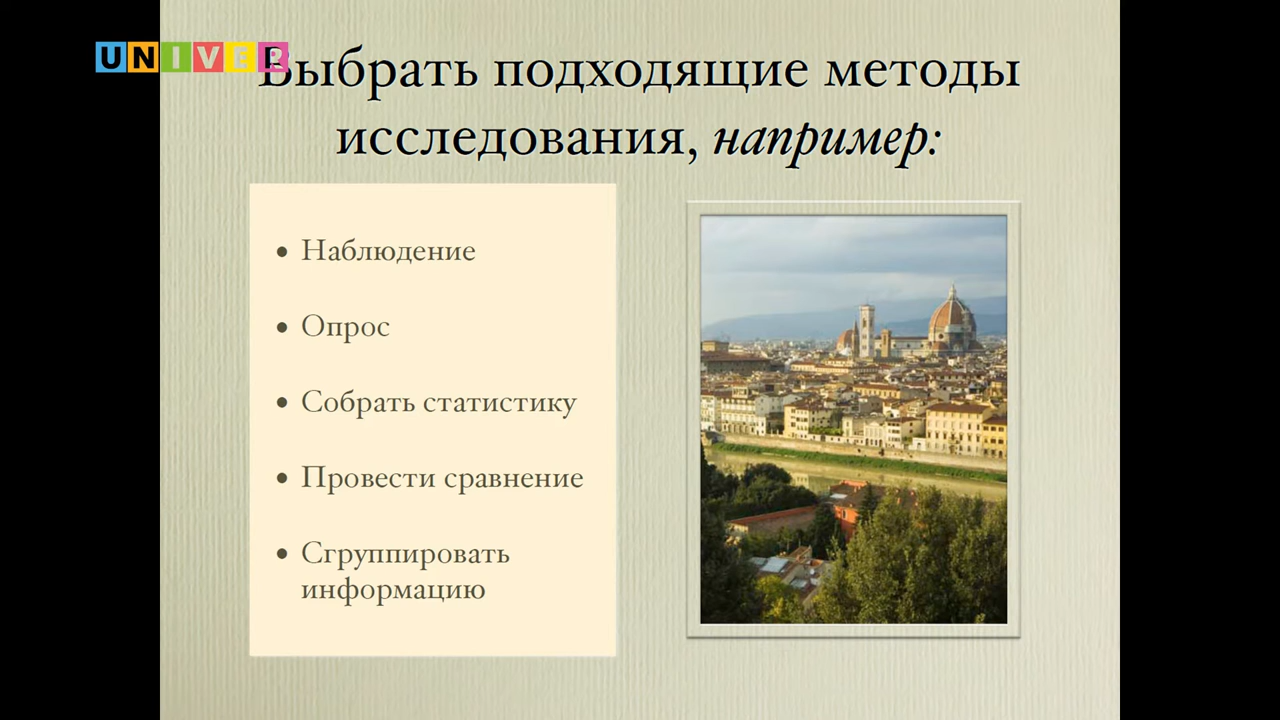 UNIVER
Выбрать подходящие методы
исследования, например:
• Наблюдение
• Опрос
• Собрать статистику
• Провести сравнение
• Сгруппировать
информацию